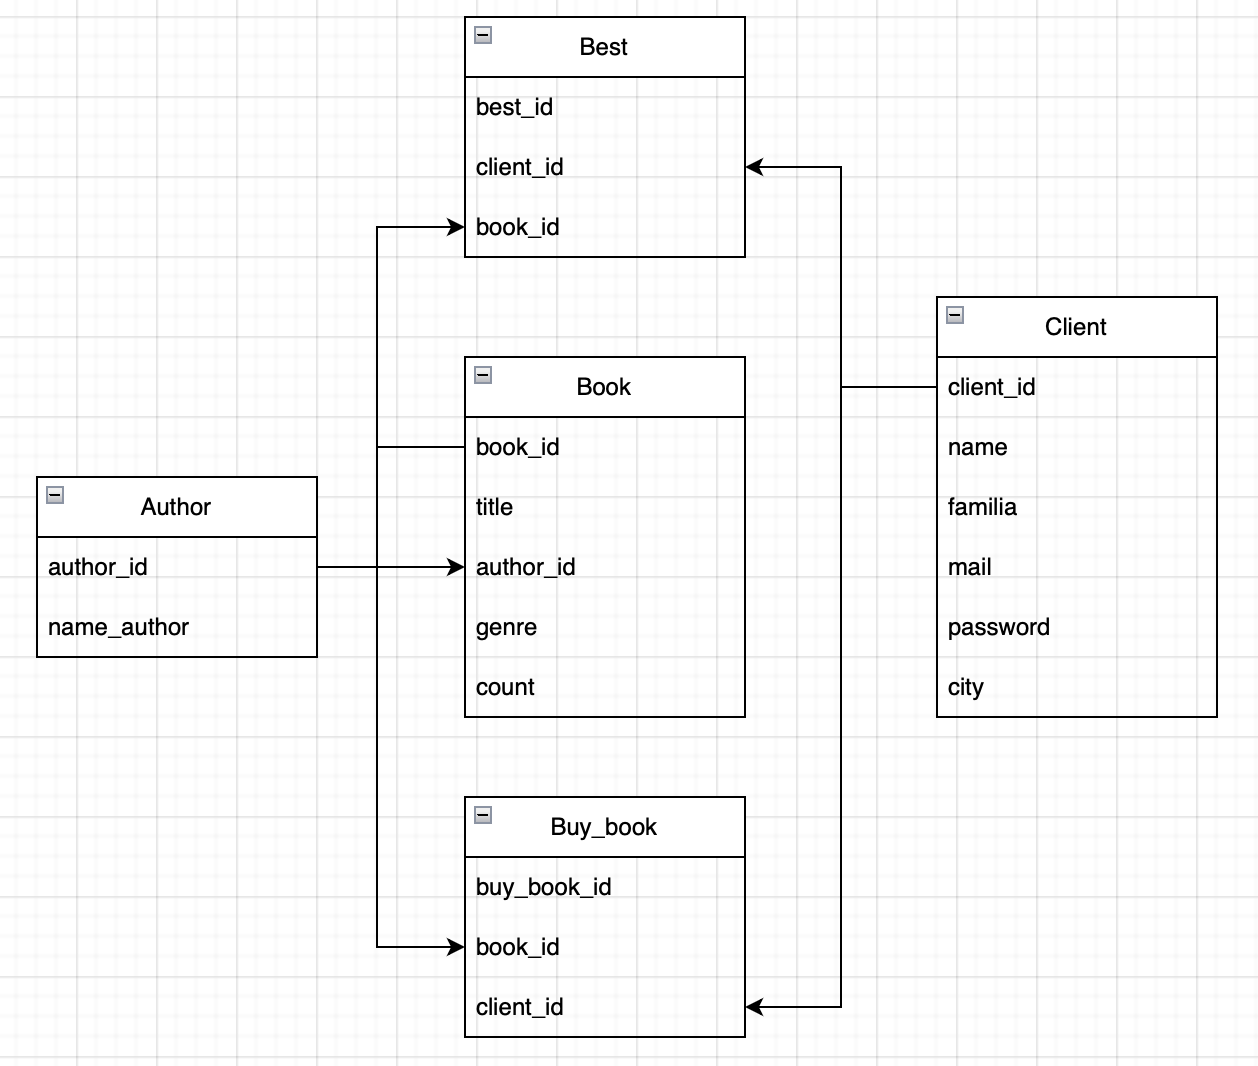 Best
best_id
client_id
book_id
Book
book_id
title
author_id
genre
count
Author
author_id
name_author
Client
client_id
name
familia
mail
password
city
Buy_book
buy_book_id
book_id
client_id